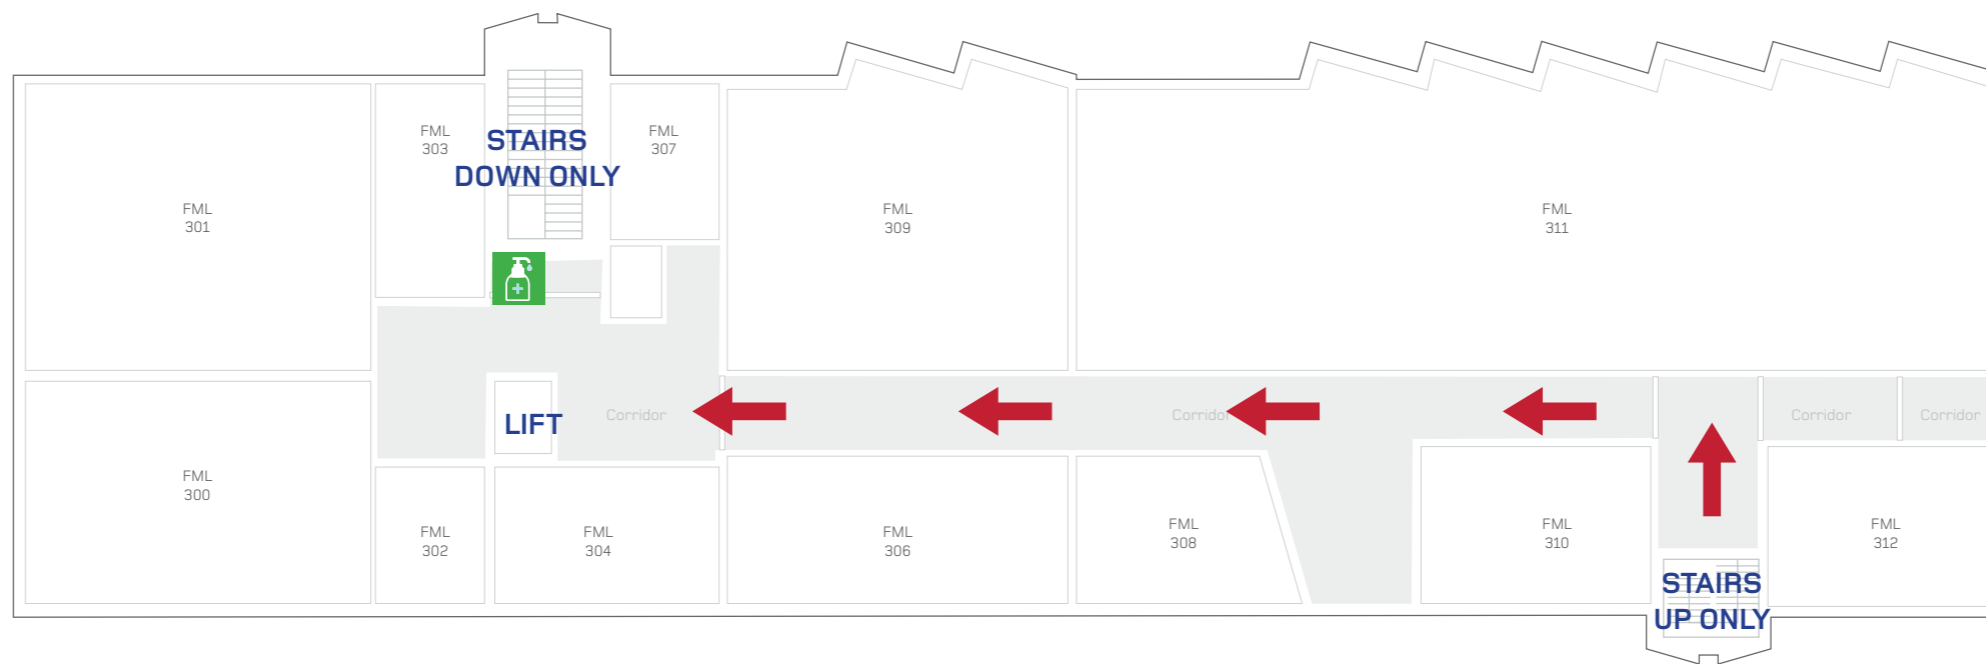 FML
303
STAIRS
DOWN ONLY
FML
307
FML
301
FML
309
FML
311
LIFT
Corridor
Corridor
Corridor
Corridor
FML
300
FML
302
FML
304
FML
306
FML
308
FML
310
FML
312
STAIRS
UP ONLY